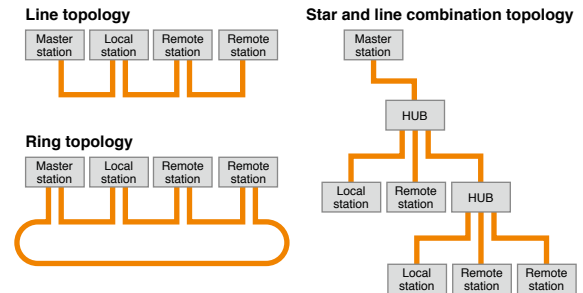 Line topology
Master station
Local station
Remote station
Remote station
Ring topology
Master station
Local station
Remote station
Remote station
Star and line combination topology
Master station
HUB
Local station
Remote station
HUB
Local station
Remote station
Remote station